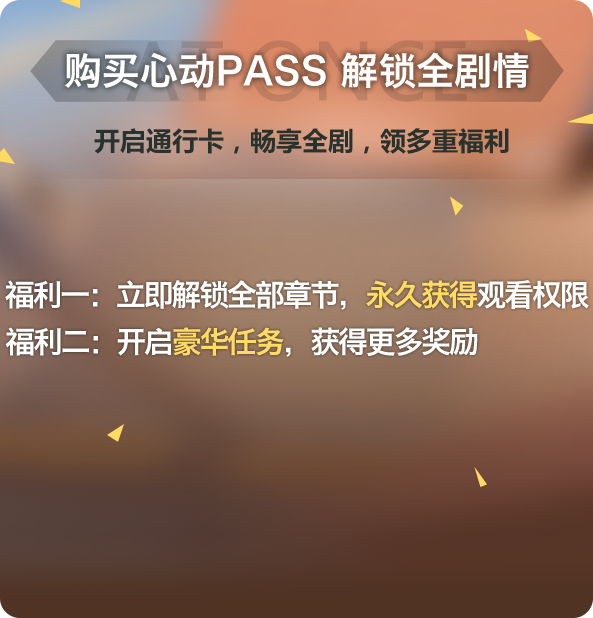 AT ONCE
购买心动PASS 解锁全剧情
开启通行卡，畅享全剧，领多重福利
福利一：立即解锁全部章节，永久获得观看权限
福利二：开启豪华任务，获得更多奖励